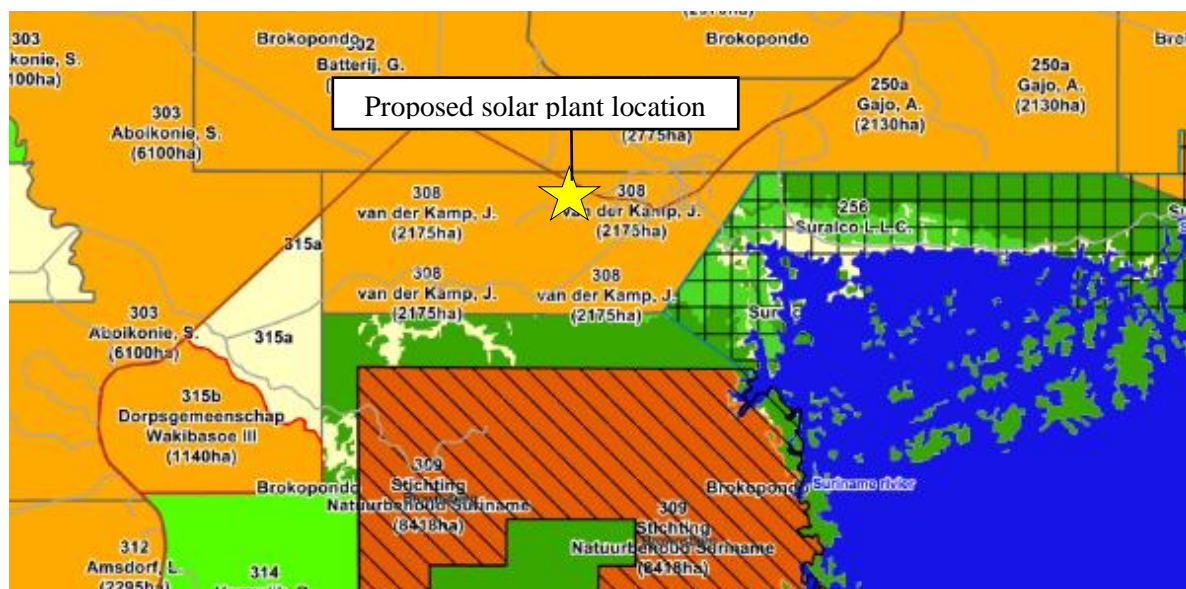 303
konie, S.
100ha)
Brokopondo
302
Batterij, G.
Brokopondo
250a
Gajo, A.
(2130ha)
250a
Gajo, A.
(2130ha)
303
Aboikonie, S.
(6100ha)
Proposed solar plant location
(2775ha)
308
van der Kamp, J.
(2175ha)
308
van der Kamp, J.
(2175ha)
256
Suralco L.L.C.
315a
308
van der Kamp, J.
(2175ha)
308
van der Kamp, J.
(2175ha)
303
Aboikonie, S.
(6100ha)
315a
315b
Dorpsgemeenschap
Wakibasoe III
(1140ha)
Brokopondo
309
Stichting
Natuurbehoud Suriname
(8418ha)
Brokopondo
Suriname rivier
309
Stichting
Natuurbehoud Suriname
(8418ha)
312
Amsdorf, L.
(2295ha)
314